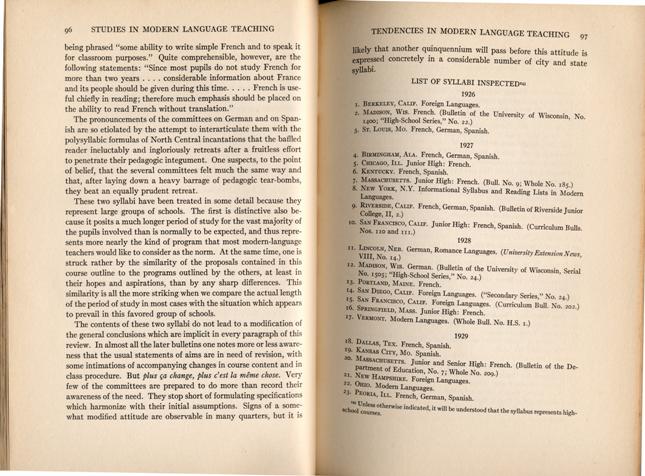 96 STUDIES IN MODERN LANGUAGE TEACHING
being phrased “some ability to write simple French and to speak it
for classroom purposes.” Quite comprehensible, however, are the
following statements: “Since most pupils do not study French for
more than two years . . . . considerable information about France
and its people should be given during this time. . . . . French is use-
ful chiefly in reading; therefore much emphasis should be placed on
the ability to read French without translation.”
The pronouncements of the committees on German and on Span-
ish are so etiolated by the attempt to interarticulate them with the
polysyllabic formulas of North Central incantations that the baffled
reader ineluctably and ingloriously retreats after a fruitless effort
to penetrate their pedagogic integument. One suspects, to the point
of belief, that the several committees felt much the same way and
that, after laying down a heavy barrage of pedagogic tear-bombs,
they beat an equally prudent retreat.
These two syllabi have been treated in some detail because they
represent large groups of schools. The first is distinctive also be-
cause it posits a much longer period of study for the vast majority of
the pupils involved than is normally to be expected, and thus repre-
sents more nearly the kind of program that most modern-language
teachers would like to consider as the norm. At the same time, one is
struck rather by the similarity of the proposals contained in this
course outline to the programs outlined by the others, at least in
their hopes and aspirations, than by any sharp differences. This
similarity is all the more striking when we compare the actual length
of the period of study in most cases with the situation which appears
to prevail in this favored group of schools.
The contents of these two syllabi do not lead to a modification of
the general conclusions which are implicit in every paragraph of this
review. In almost all the later bulletins one notes more or less aware-
ness that the usual statements of aims are in need of revision, with
some intimations of accompanying changes in course content and in
class procedure. But plus ça change, plus c'est la même chose. Very
few of the committees are prepared to do more than record their
awareness of the need. They stop short of formulating specifications
which harmonize with their initial assumptions. Signs of a some-
what modified attitude are observable in many quarters, but it is
TENDENCIES IN MODERN LANGUAGE TEACHING 97
likely that another quinquennium will pass before this attitude is
expressed concretely in a considerable number of city and state
syllabi.
LIST OF SYLLABI INSPECTED
1926
1. BERKELEY, CALIF. Foreign Languages.
2. MADISON, WIS. French. (Bulletin of the University of Wisconsin, No.
1400; “High-School Series,” No. 22.)
3. ST. LOUIS, MO. French, German, Spanish.
1927
4. BIRMINGHAM, ALA. French, German, Spanish.
5. CHICAGO, ILL. Junior High: French.
6. KENTUCKY. French, Spanish.
7. MASSACHUSETTS. Junior High: French. (Bull. No. 9; Whole No. 185.)
8. NEW YORK, N.Y. Informational Syllabus and Reading Lists in Modern
Languages.
9. RIVERSIDE, CALIF. French, German, Spanish. (Bulletin of Riverside Junior
College, II, 2.)
10. SAN FRANCISCO, CALIF. Junior High: French, Spanish. (Curriculum Bulls.
Nos. 110 and 111.)
1928
11. LINCOLN, NEB. German, Romance Languages. (University Extension News,
VIII, No. 14.)
12. MADISON, WIS. German. (Bulletin of the University of Wisconsin, Serial
No. 1505; “High-School Series,” No. 24.)
13. PORTLAND, MAINE. French.
14. SAN DIEGO, CALIF. Foreign Languages. (“Secondary Series,” No. 24.)
15. SAN FRANCISCO, CALIF. Foreign Languages. (Curriculum Bull. No. 202.)
16. SPRINGFIELD, MASS. Junior High: French.
17. VERMONT. Modern Languages. (Whole Bull. No. H.S. 1.)
1929
18. DALLAS, TEX. French, Spanish.
19. KANSAS CITY, MO. Spanish.
20. MASSACHUSETTS. Junior and Senior High: French. (Bulletin of the De-
partment of Education, No. 7; Whole No. 209.)
21. NEW HAMPSHIRE. Foreign Languages.
22. OHIO. Modern Languages.
23. PEORIA, ILL. French, German, Spanish.
Unless otherwise indicated, it will be understood that the syllabus represents high-
school courses.